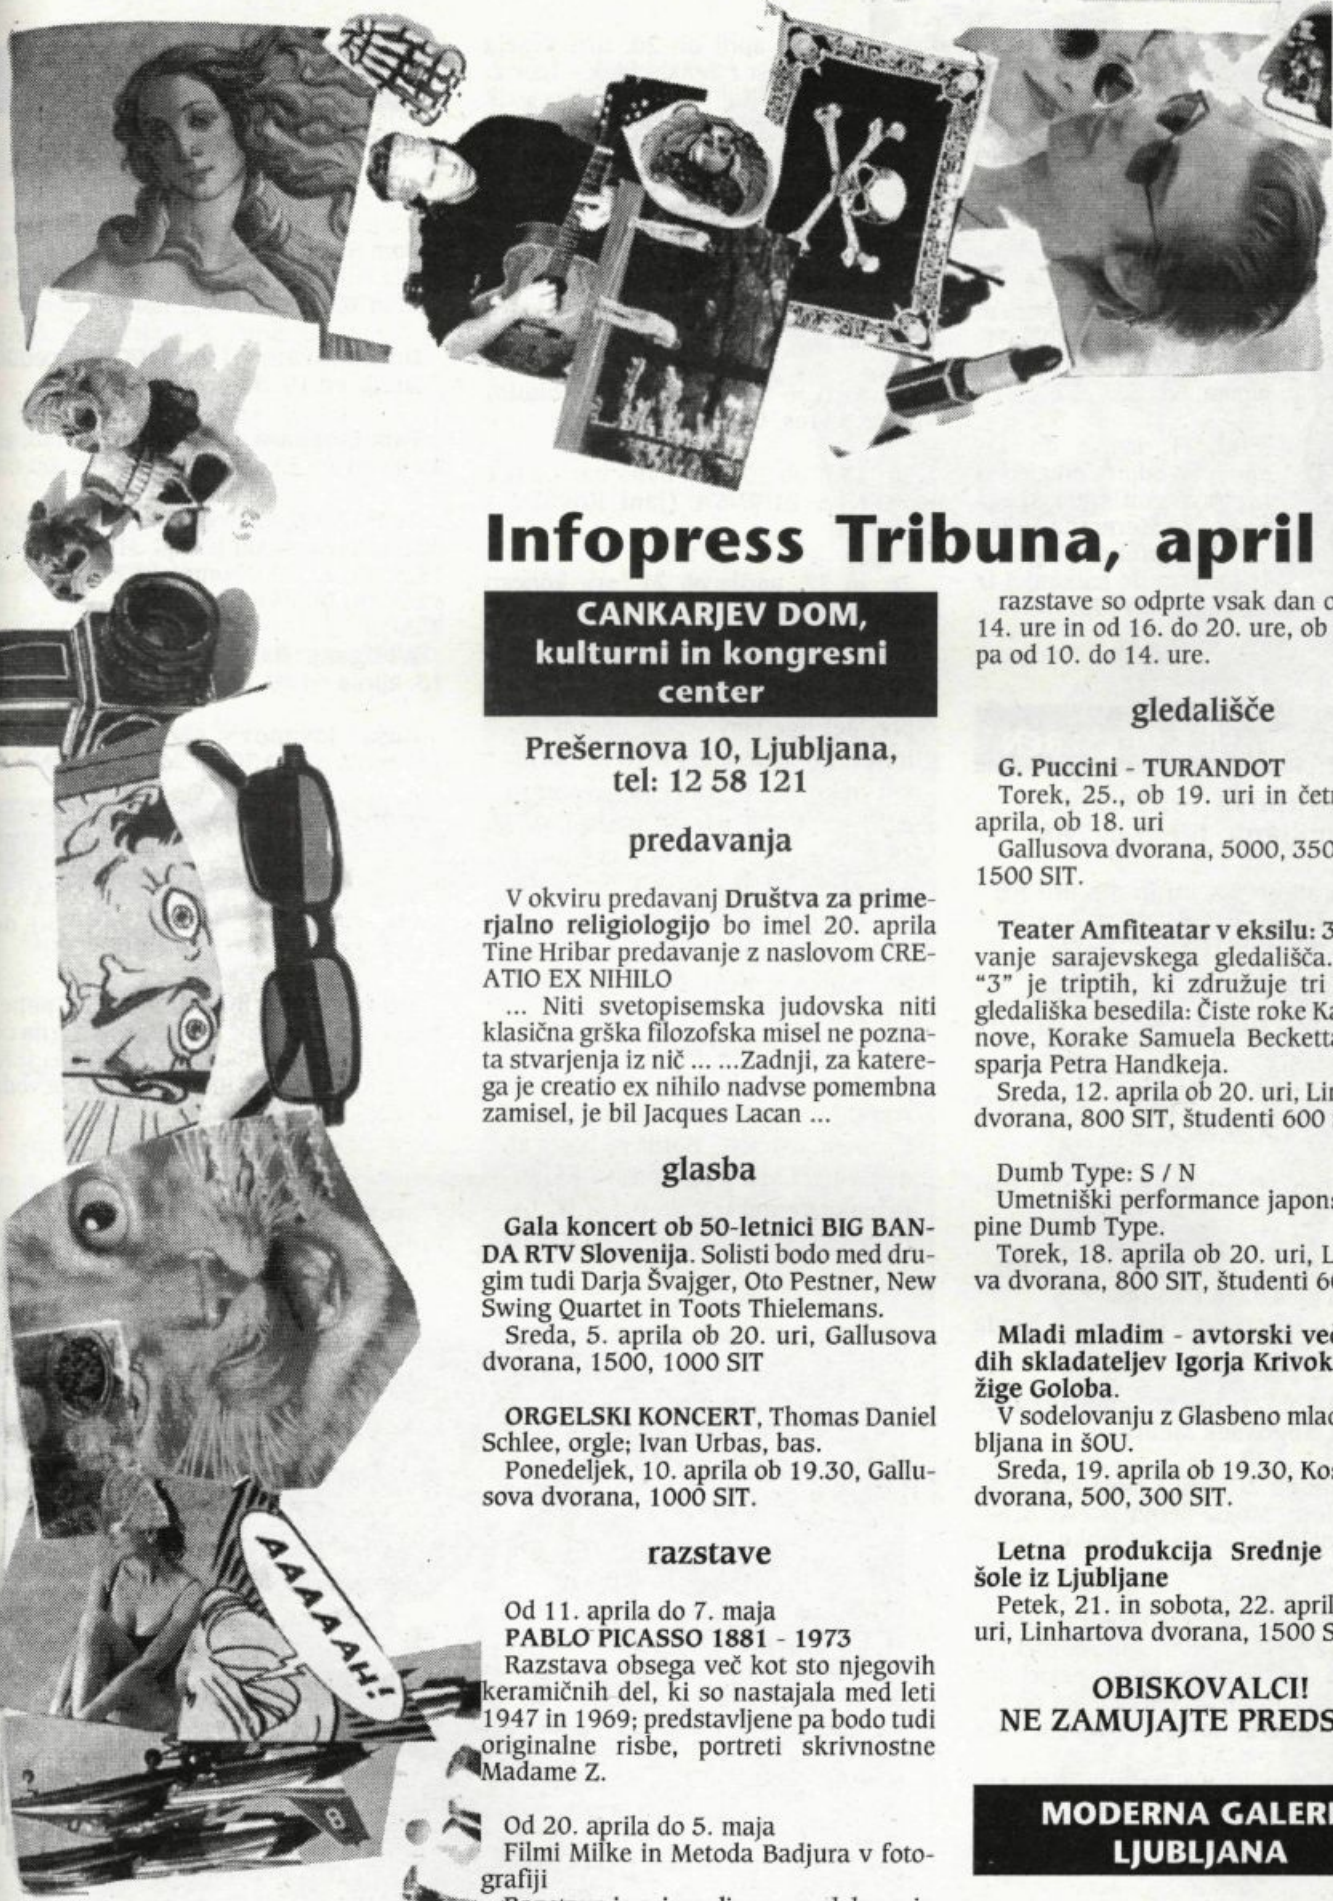 Infopress Tribuna, april
CANKARJEV DOM,
kulturni in kongresni
center
Prešernova 10, Ljubljana,
tel: 12 58 121
predavanja
V okviru predavanj Društva za prime-
rjalno religiologijo bo imel 20. aprila
Tine Hribar predavanje z naslovom CRE-
ATIO EX NIHILO
... Niti svetopisemska judovska niti
klasična grška filozofska misel ne pozna-
ta stvarjenja iz nič ... ...Zadnji, za katere-
ga je creatio ex nihilo nadvse pomembna
zamisel, je bil Jacques Lacan ...
glasba
Gala koncert ob 50-letnici BIG BAN-
DA RTV Slovenija. Solisti bodo med dru-
gim tudi Darja Švajger, Oto Pestner, New
Swing Quartet in Toots Thielemans.
Sreda, 5. aprila ob 20. uri, Gallusova
dvorana, 1500, 1000 SIT
ORGELSKI KONCERT, Thomas Daniel
Schlee, orgle; Ivan Urbas, bas.
Ponedeljek, 10. aprila ob 19.30, Gallu-
sova dvorana, 1000 SIT.
razstave
Od 11. aprila do 7. maja
PABLO PICASSO 1881 - 1973
Razstava obsega več kot sto njegovih
keramičnih del, ki so nastajala med leti
1947 in 1969; predstavljene pa bodo tudi
originalne risbe, portreti skrivnostne
Madame Z.
Od 20. aprila do 5. maja
Filmi Milke in Metoda Badjura v foto-
grafiji
razstave so odprte vsak dan
14. ure in od 16. do 20. ure, ob
pa od 10. do 14. ure.
gledališče
G. Puccini - TURANDOT
Torek, 25., ob 19. uri in čet
aprila, ob 18. uri
Gallusova dvorana, 5000, 350
1500 SIT.
Teater Amfiteatar v eksilu: 3
vanje sarajevskega gledališča.
“3” je triptih, ki združuje tri
gledališka besedila: Čiste roke Ka
nove, Korake Samuela Becketta
sparja Petra Handkeja.
Sreda, 12. aprila ob 20. uri, Lin
dvorana, 800 SIT, študenti 600
Dumb Type: S / N
Umetniški performance japons
pine Dumb Type.
Torek, 18. aprila ob 20. uri, L
va dvorana, 800 SIT, študenti 6
Mladi mladim - avtorski več
dih skladateljev Igorja Krivok
žige Goloba.
V sodelovanju z Glasbeno mlad
bljana in šOU.
Sreda, 19. aprila ob 19.30, Kos
dvorana, 500, 300 SIT.
Letna produkcija Srednje
šole iz Ljubljane
Petek, 21. in sobota, 22. april
uri, Linhartova dvorana, 1500 S
OBISKOVALCI!
NE ZAMUJAJTE PREDS
MODERNA GALERI
LJUBLJANA
AAAAAH!
8